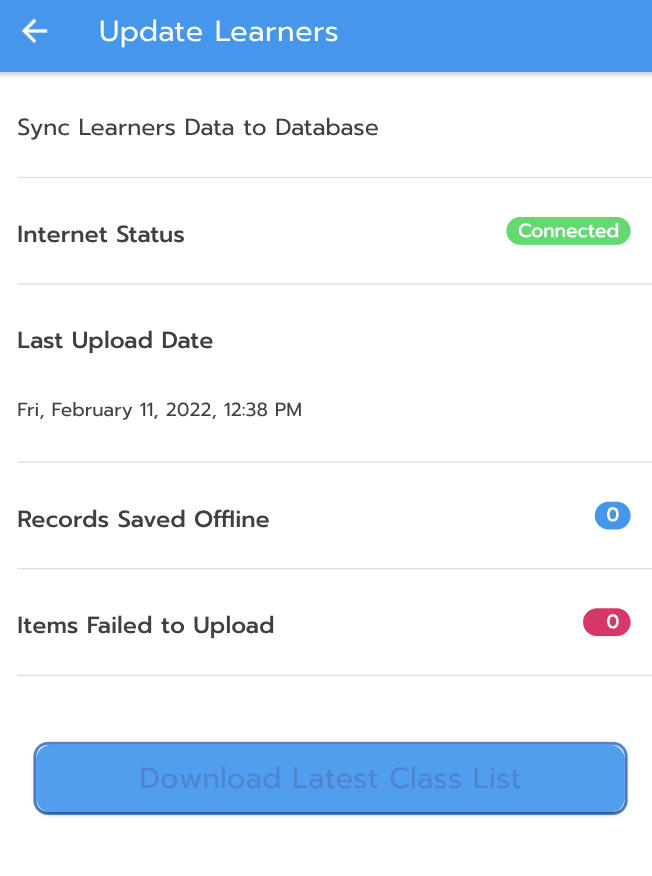 Update Learners
Sync Learners Data to Database
Internet Status
Connected
Last Upload Date
Fri, February 11, 2022, 12:38 PM
Records Saved Offline
0
Items Failed to Upload
0
Download Latest Class List